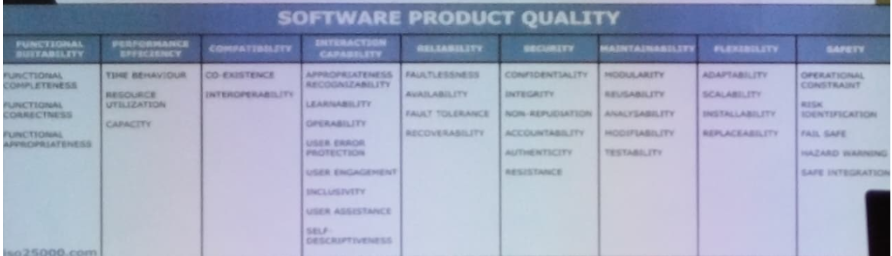 SOFTWARE PRODUCT QUALITY
FUNCTIONAL
SUITABILITY
PERFORMANCE
EFFICIENCY
COMPATIBILITY
INTERACTION
CAPABILITY
RELIABILITY
SECURITY
MAINTAINABILITY
FLEXIBILITY
SAFETY
FUNCTIONAL
COMPLETENESS
FUNCTIONAL
CORRECTNESS
FUNCTIONAL
APPROPRIATENESS
TIME BEHAVIOUR
RESOURCE
UTILIZATION
CAPACITY
CO-EXISTENCE
INTEROPERABILITY
APPROPRIATENESS
RECOGNIZABILITY
LEARNABILITY
OPERABILITY
USER ERROR
PROTECTION
USER ENGAGEMENT
INCLUSIVITY
USER ASSISTANCE
SELF-
DESCRIPTIVENESS
FAULTLESSNESS
AVAILABILITY
FAULT TOLERANCE
RECOVERABILITY
CONFIDENTIALITY
INTEGRITY
NON-REPUDIATION
ACCOUNTABILITY
AUTHENTICITY
RESISTANCE
MODULARITY
REUSABILITY
ANALYSABILITY
MODIFIABILITY
TESTABILITY
ADAPTABILITY
SCALABILITY
INSTALLABILITY
REPLACEABILITY
OPERATIONAL
CONSTRAINT
RISK
IDENTIFICATION
FAIL SAFE
HAZARD WARNING
SAFE INTEGRATION
iso25000.com